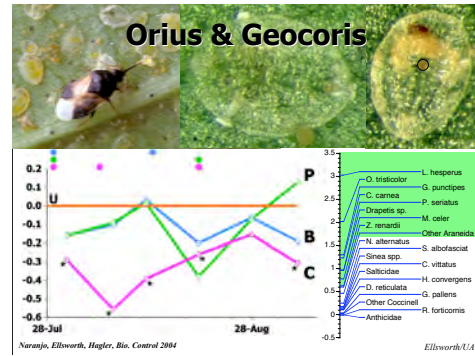 Orius & Geocoris
0.2
0.1
0.0
-0.1
-0.2
-0.3
-0.4
-0.5
-0.6
U
P
B
C
*
*
*
*
*
28-Jul
28-Aug
3.5
3
2.5
2
1.5
1
.5
0
-0.5
L. hesperus
O. tristicolor
G. punctipes
C. carnea
P. seriatus
Drapetis sp.
M. celer
Z. renardii
Other Araneida
N. alternatus
S. albofasciat
Sinea spp.
C. vittatus
Salticidae
H. convergens
D. reticulata
G. pallens
Other Coccinell
R. forticornis
Anthicidae
Naranjo, Ellsworth, Hagler, Bio. Control 2004
Ellsworth/UA